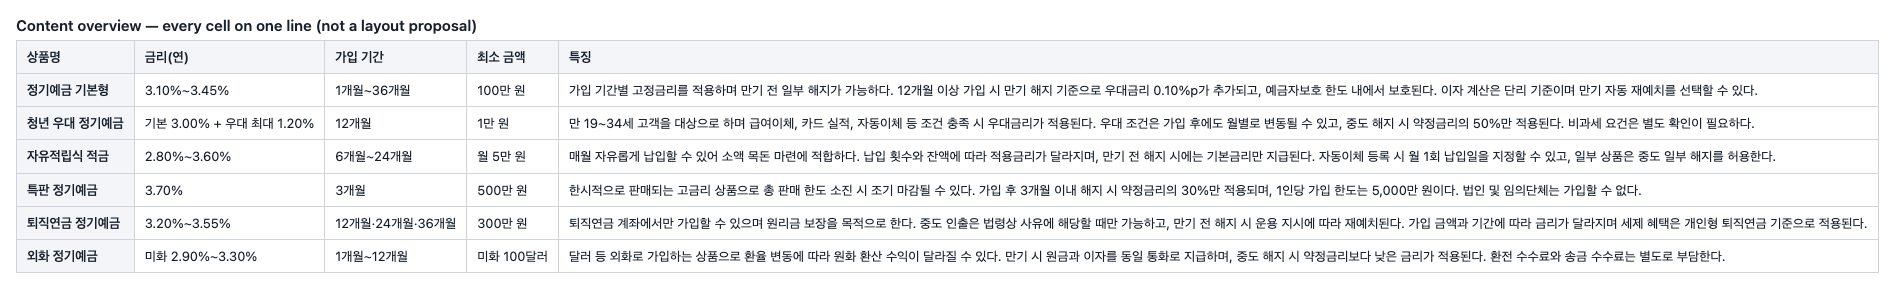 Content overview — every cell on one line (not a layout proposal)
상품명 금리(연) 가입 기간 최소 금액 특징
정기예금 기본형 3.10%~3.45% 1개월~36개월 100만 원 가입 기간별 고정금리를 적용하며 만기 전 일부 해지가 가능하다. 12개월 이상 가입 시 만기 해지 기준으로 우대금리 0.10%p가 추가되고, 예금자보호 한도 내에서 보호된다. 이자 계산은 단리 기준이며 만기 자동 재예치를 선택할 수 있다.
청년 우대 정기예금 기본 3.00% + 우대 최대 1.20% 12개월 1만 원 만 19~34세 고객을 대상으로 하며 급여이체, 카드 실적, 자동이체 등 조건 충족 시 우대금리가 적용된다. 우대 조건은 가입 후에도 월별로 변동될 수 있고, 중도 해지 시 약정금리의 50%만 적용된다. 비과세 요건은 별도 확인이 필요하다.
자유적립식 적금 2.80%~3.60% 6개월~24개월 월 5만 원 매월 자유롭게 납입할 수 있어 소액 목돈 마련에 적합하다. 납입 횟수와 잔액에 따라 적용금리가 달라지며, 만기 전 해지 시에는 기본금리만 지급된다. 자동이체 등록 시 월 1회 납입일을 지정할 수 있고, 일부 상품은 중도 일부 해지를 허용한다.
특판 정기예금 3.70% 3개월 500만 원 한시적으로 판매되는 고금리 상품으로 총 판매 한도 소진 시 조기 마감될 수 있다. 가입 후 3개월 이내 해지 시 약정금리의 30%만 적용되며, 1인당 가입 한도는 5,000만 원이다. 법인 및 임의단체는 가입할 수 없다.
퇴직연금 정기예금 3.20%~3.55% 12개월·24개월·36개월 300만 원 퇴직연금 계좌에서만 가입할 수 있으며 원리금 보장을 목적으로 한다. 중도 인출은 법령상 사유에 해당할 때만 가능하고, 만기 전 해지 시 운용 지시에 따라 재예치된다. 가입 금액과 기간에 따라 금리가 달라지며 세제 혜택은 개인형 퇴직연금 기준으로 적용된다.
외화 정기예금 미화 2.90%~3.30% 1개월~12개월 미화 100달러 달러 등 외화로 가입하는 상품으로 환율 변동에 따라 원화 환산 수익이 달라질 수 있다. 만기 시 원금과 이자를 동일 통화로 지급하며, 중도 해지 시 약정금리보다 낮은 금리가 적용된다. 환전 수수료와 송금 수수료는 별도로 부담한다.